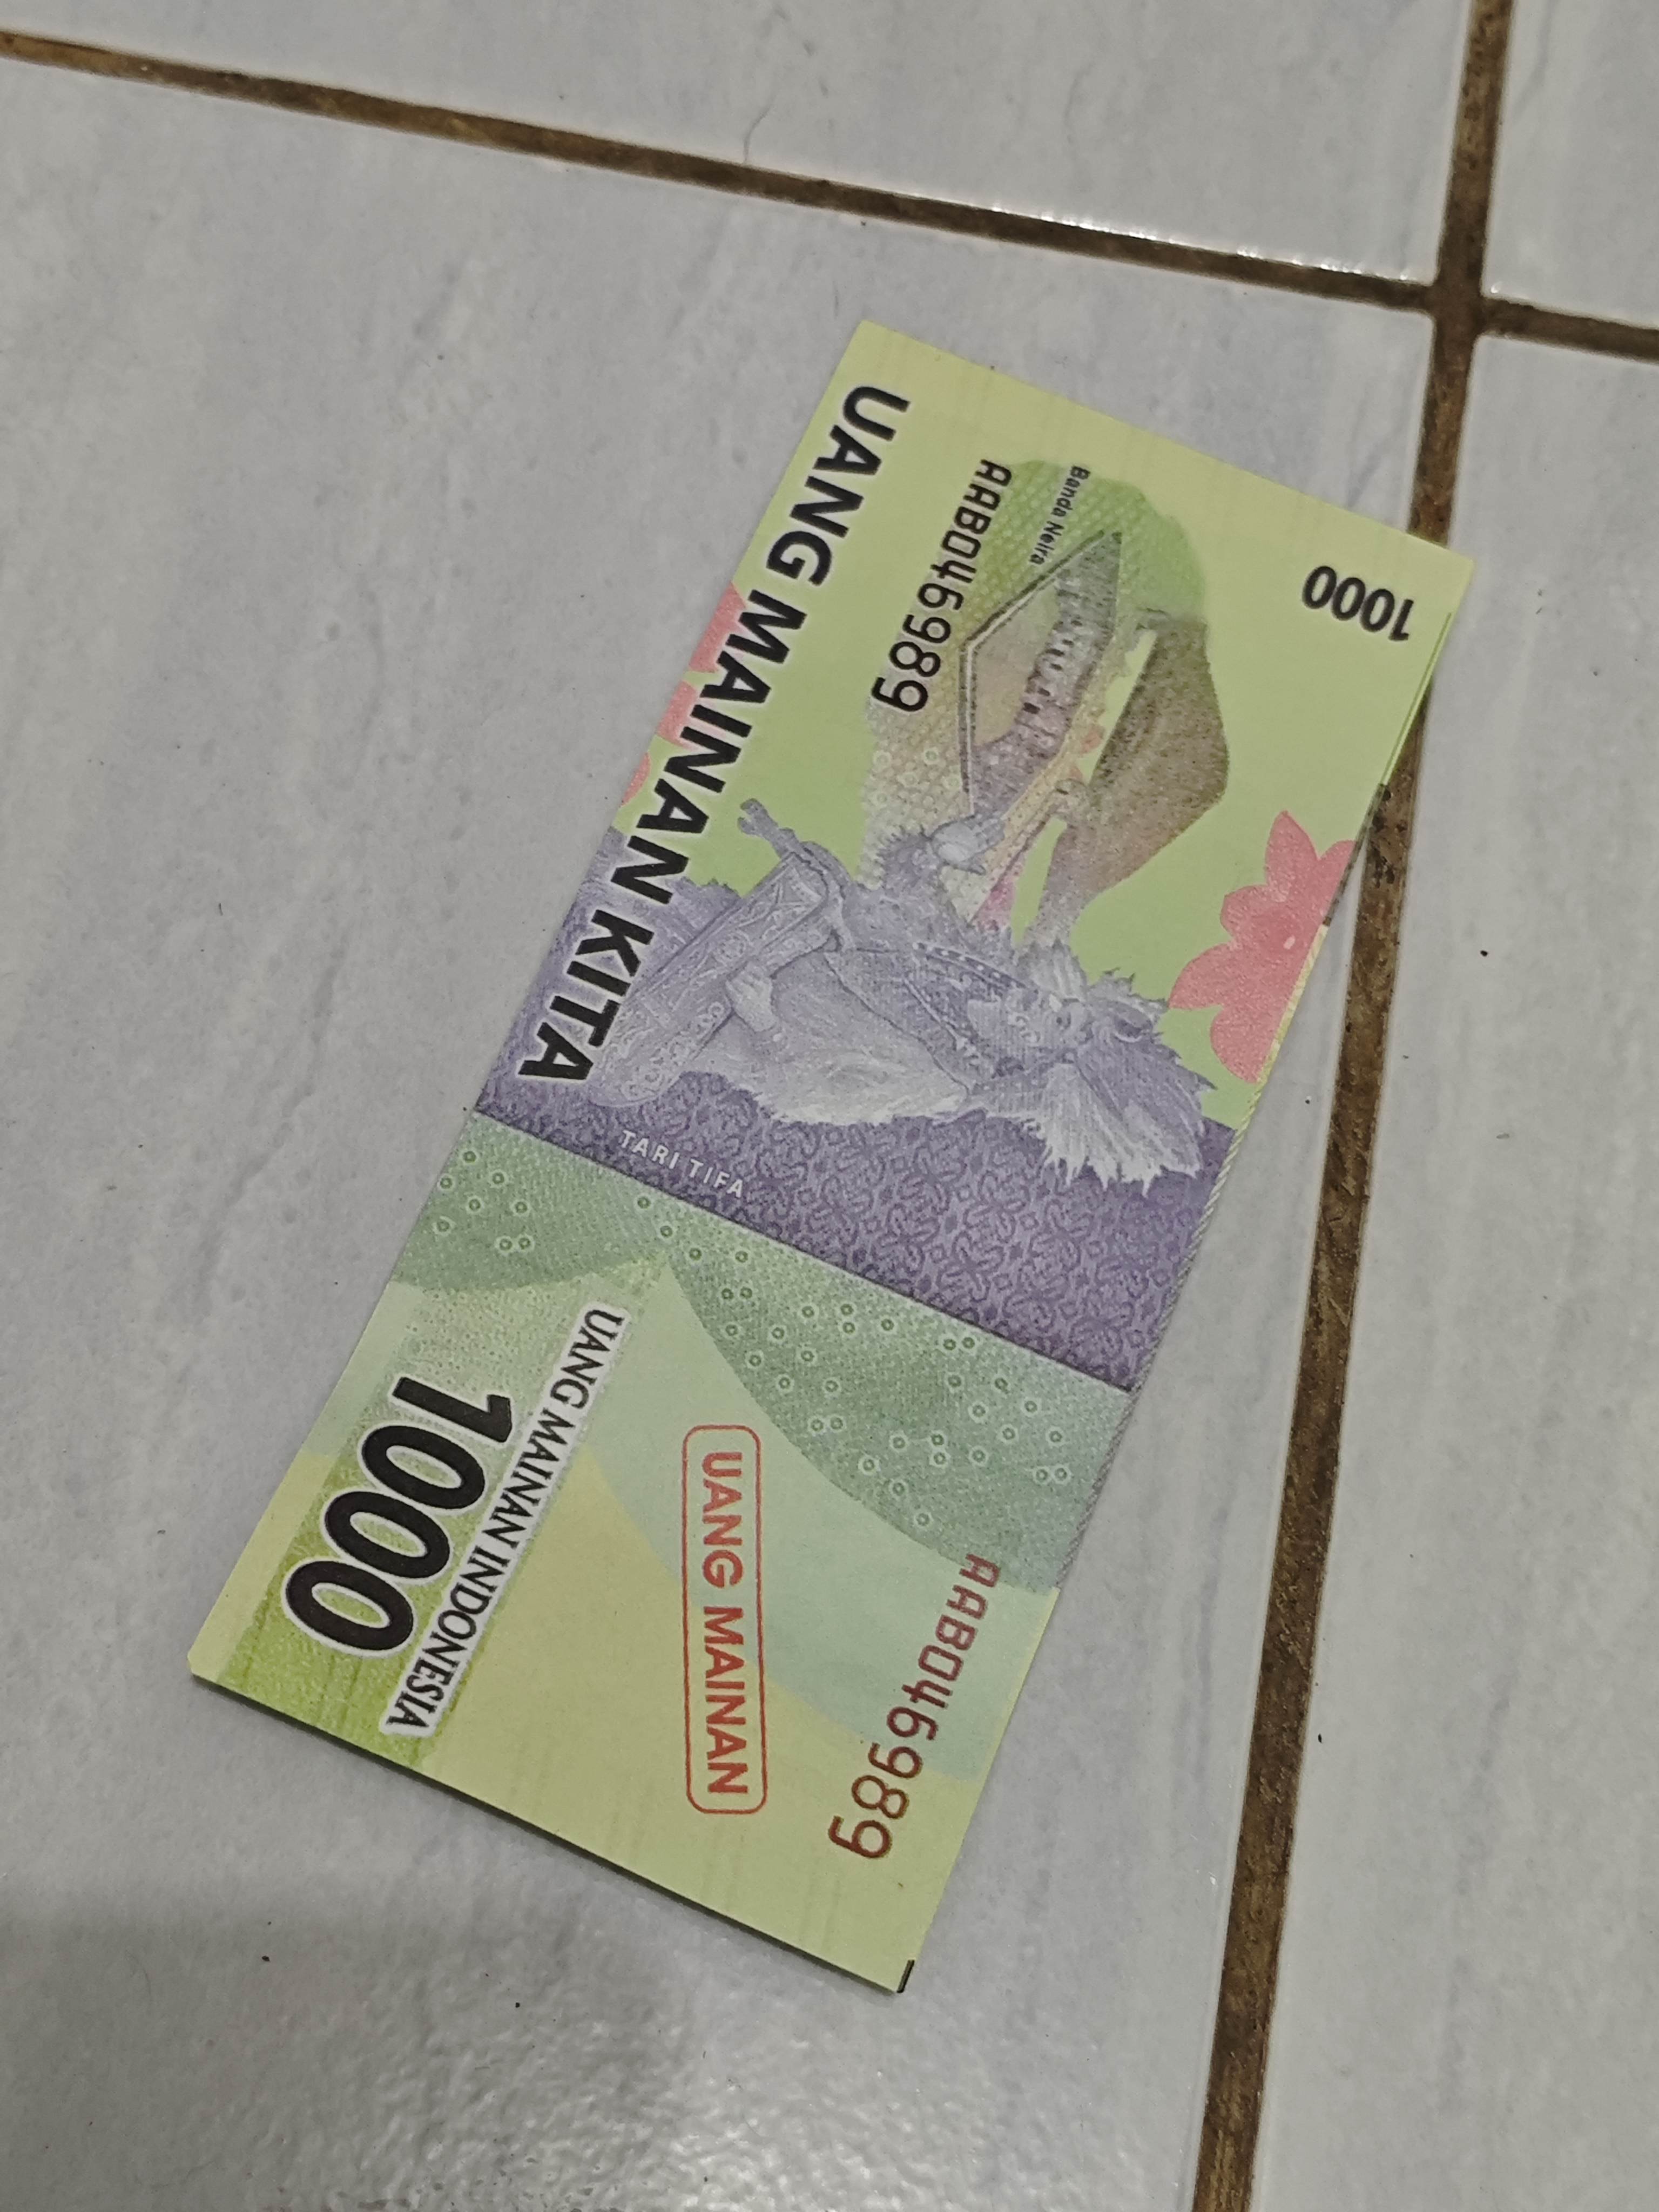 1000
Banda Neira
AAB046989
UANG MAINAN KITA
TARI TIFA
AAB046989
UANG MAINAN
UANG MAINAN INDONESIA
1000